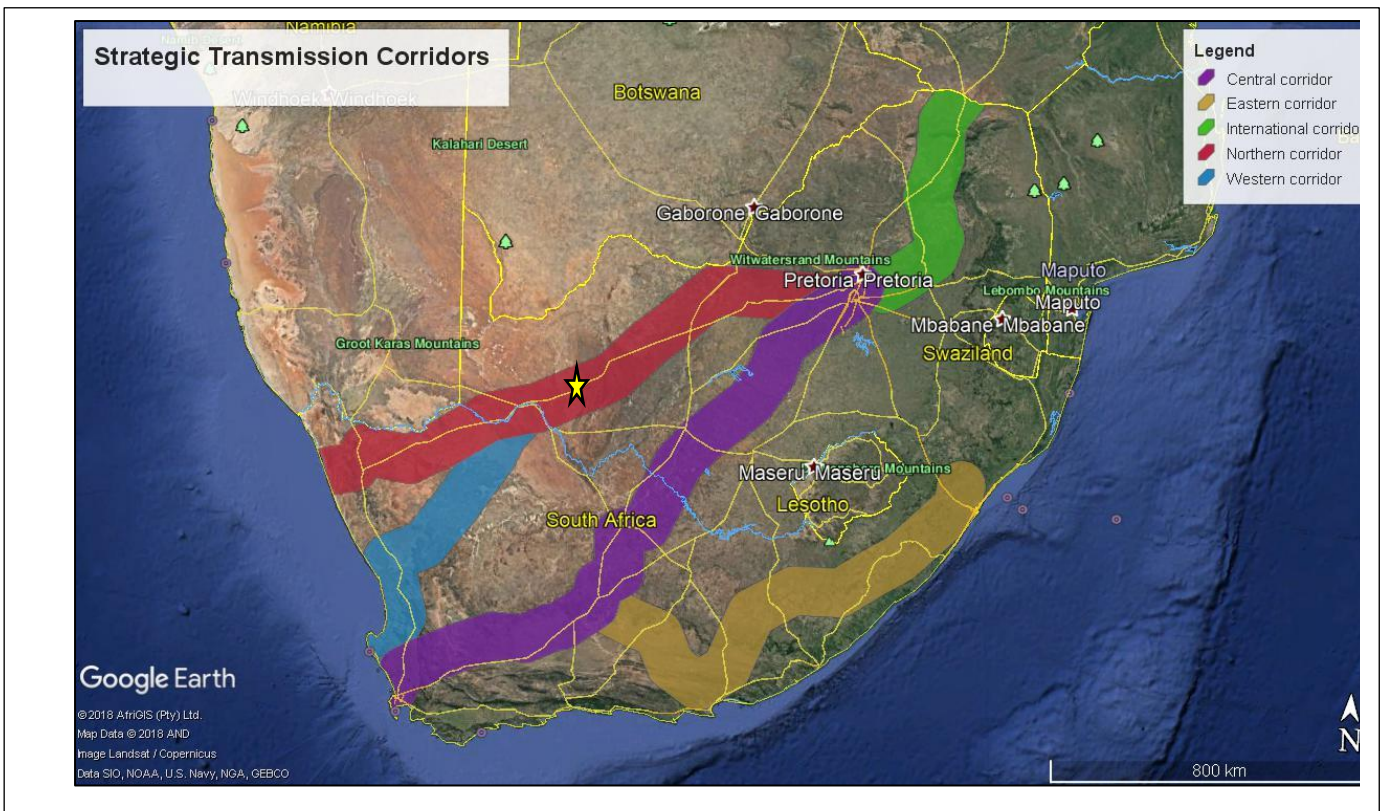 Strategic Transmission Corridors
Namibia
Windhoek Windhoek
Botswana
Kalahari Desert
Legend
Central corridor
Eastern corridor
International corrido
Northern corridor
Western corridor
Gaborone Gaborone
Witwatersrand Mountains
Pretoria Pretoria
Maputo
Lebombo Mountains
Maputo
Mbabane Mbabane
Swaziland
Groot Karas Mountains
Maseru Maseru
Mountains
Lesotho
South Africa
Google Earth
©2018 AfriGIS (Pty) Ltd.
Map Data © 2018 AND
Image Landsat / Copernicus
Data SIO, NOAA, U.S. Navy, NGA, GEBCO
N
800 km